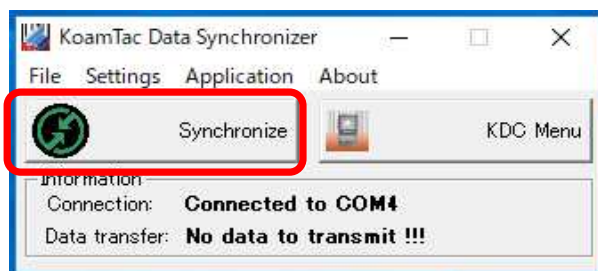 KoamTac Data Synchronizer
File Settings Application About
Synchronize KDC Menu
Information
Connection: Connected to COM4
Data transfer: No data to transmit !!!